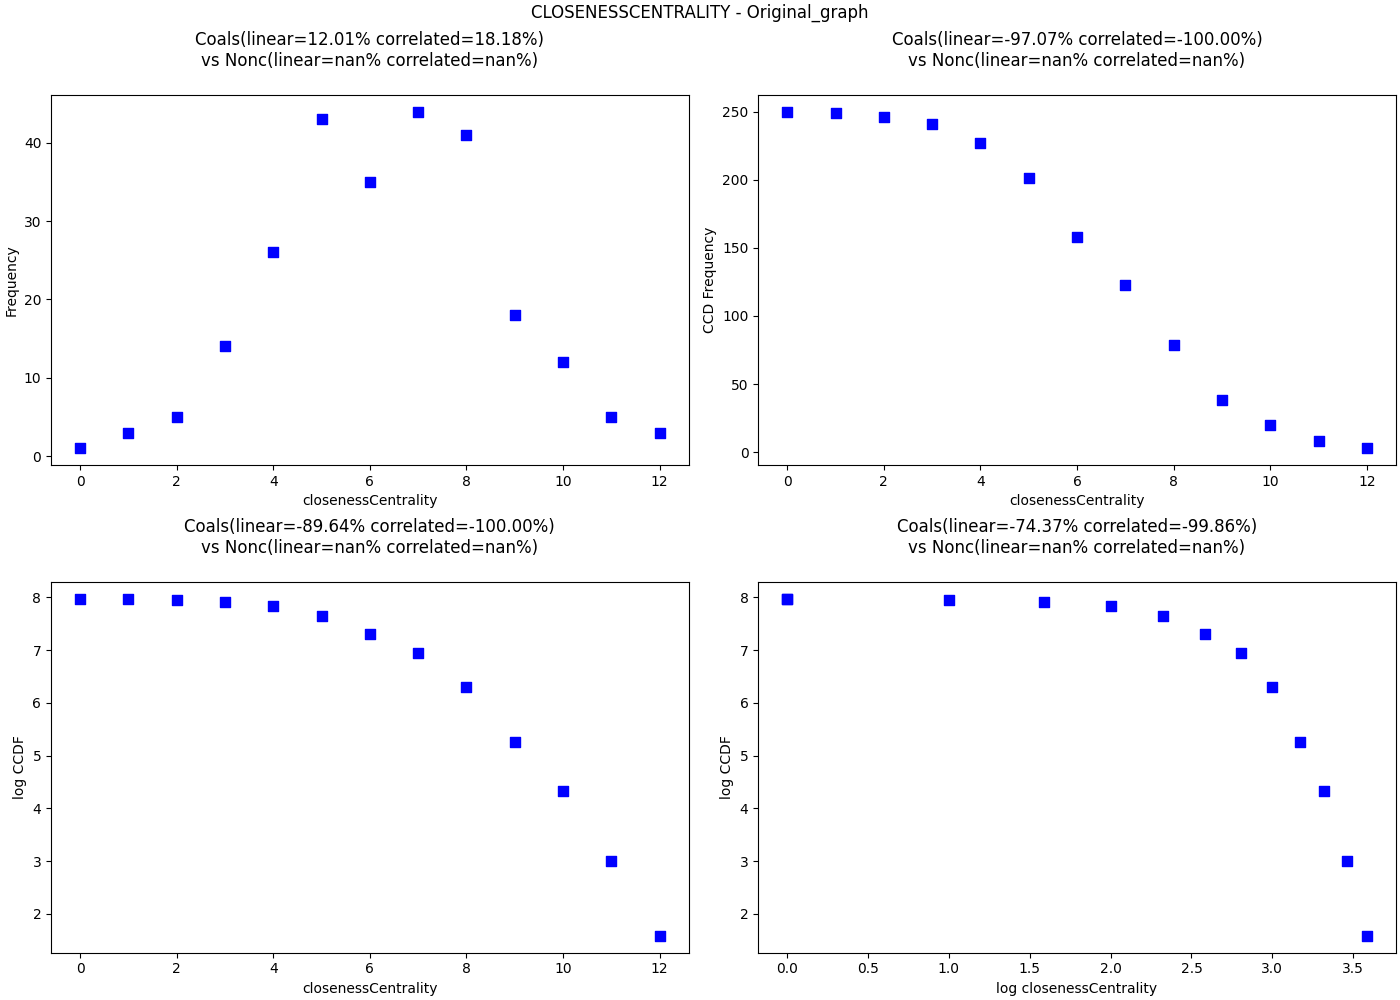 CLOSENESSCENTRALITY - Original_graph
Coals(linear=12.01% correlated=18.18%)
vs Nonc(linear=nan% correlated=nan%)
Frequency
40
30
20
10
0
0 2 4 6 8 10 12
closenessCentrality
Coals(linear=-97.07% correlated=-100.00%)
vs Nonc(linear=nan% correlated=nan%)
CCD Frequency
250
200
150
100
50
0
0 2 4 6 8 10 12
closenessCentrality
Coals(linear=-89.64% correlated=-100.00%)
vs Nonc(linear=nan% correlated=nan%)
log CCDF
8
7
6
5
4
3
2
0 2 4 6 8 10 12
closenessCentrality
Coals(linear=-74.37% correlated=-99.86%)
vs Nonc(linear=nan% correlated=nan%)
log CCDF
8
7
6
5
4
3
2
0.0 0.5 1.0 1.5 2.0 2.5 3.0 3.5
log closenessCentrality